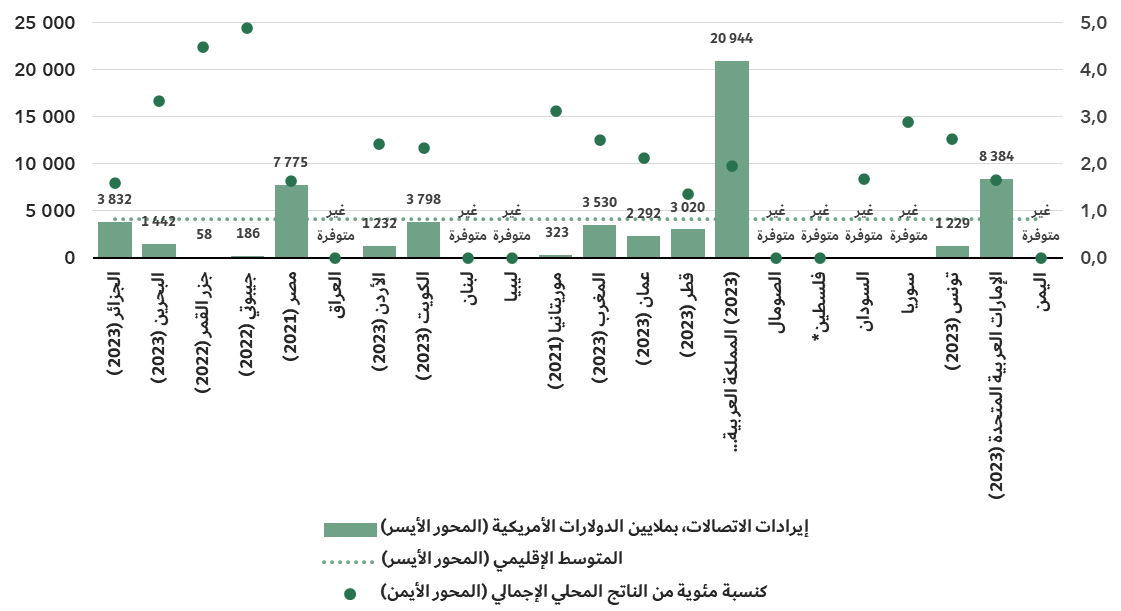 25 000
20 000
15 000
10 000
5 000
0
5,0
4,0
3,0
2,0
1,0
0,0
3 832
1 442
58
186
7 775
غير
متوفرة
1 232
3 798
غير
متوفرة
غير
متوفرة
323
3 530
2 292
3 020
20 944
غير
متوفرة
غير
متوفرة
غير
متوفرة
غير
متوفرة
1 229
8 384
غير
متوفرة
الجزائر (2023)
البحرين (2023)
جزر القمر (2022)
جيبوتي (2022)
مصر (2021)
العراق
الأردن (2023)
الكويت (2023)
لبنان
ليبيا
موريتانيا (2021)
المغرب (2023)
عمان (2023)
قطر (2023)
(2023) المملكة العربية...
الصومال
فلسطين*
السودان
سوريا
تونس (2023)
الإمارات العربية المتحدة (2023)
اليمن
إيرادات الاتصالات، بملايين الدولارات الأمريكية (المحور الأيسر)
المتوسط الإقليمي (المحور الأيسر)
كنسبة مئوية من الناتج المحلي الإجمالي (المحور الأيمن)